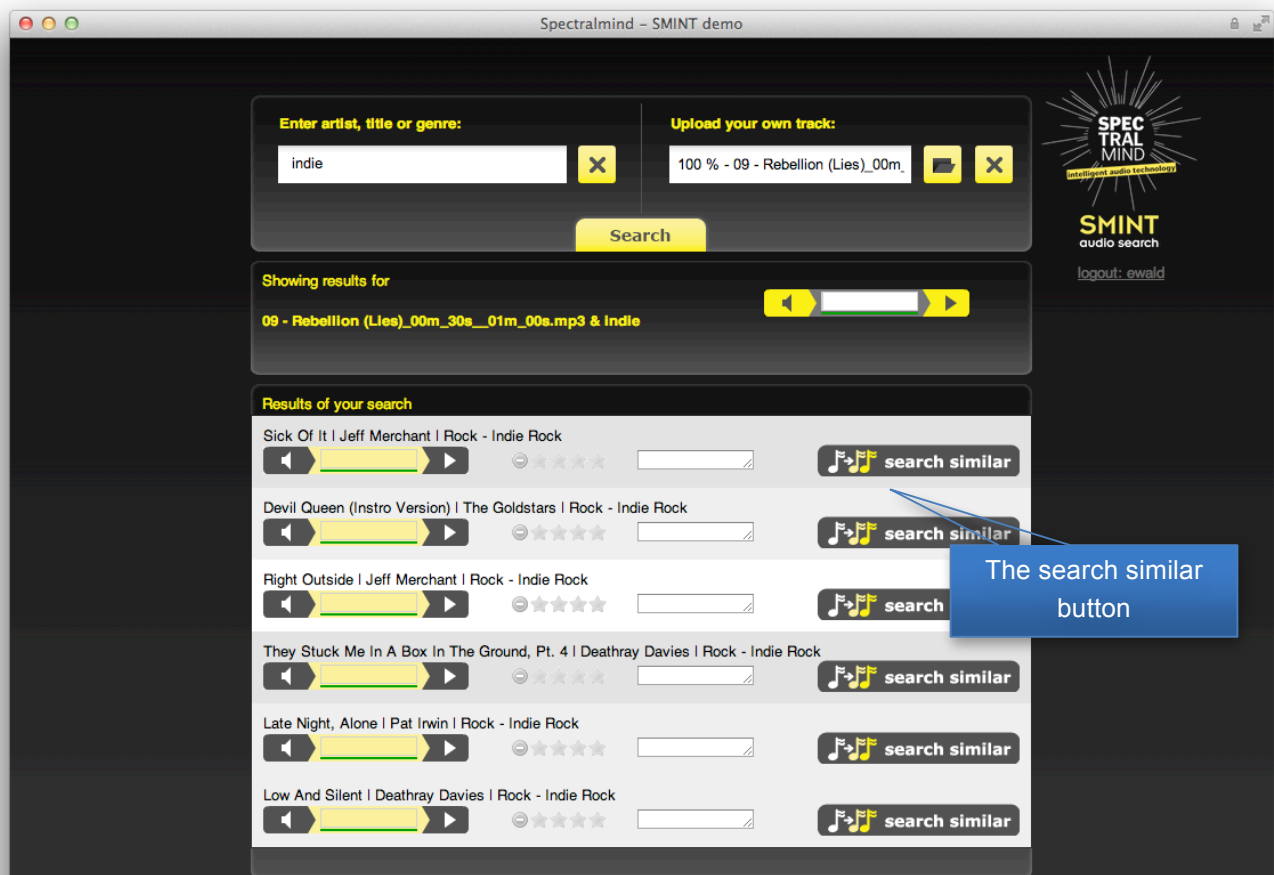 Spectralmind – SMINT demo
Enter artist, title or genre:
Upload your own track:
indie
100 % - 09 - Rebellion (Lies)_00m_
Search
SPEC
TRAL
MIND
intelligent audio technology
SMINT
audio search
logout: ewald
Showing results for
09 - Rebellion (Lies)_00m_30s__01m_00s.mp3 & indie
Results of your search
Sick Of It | Jeff Merchant | Rock - Indie Rock
search similar
Devil Queen (Instro Version) | The Goldstars | Rock - Indie Rock
search similar
The search similar
button
Right Outside | Jeff Merchant | Rock - Indie Rock
search
They Stuck Me In A Box In The Ground, Pt. 4 | Deathray Davies | Rock - Indie Rock
search similar
Late Night, Alone | Pat Irwin | Rock - Indie Rock
search similar
Low And Silent | Deathray Davies | Rock - Indie Rock
search similar